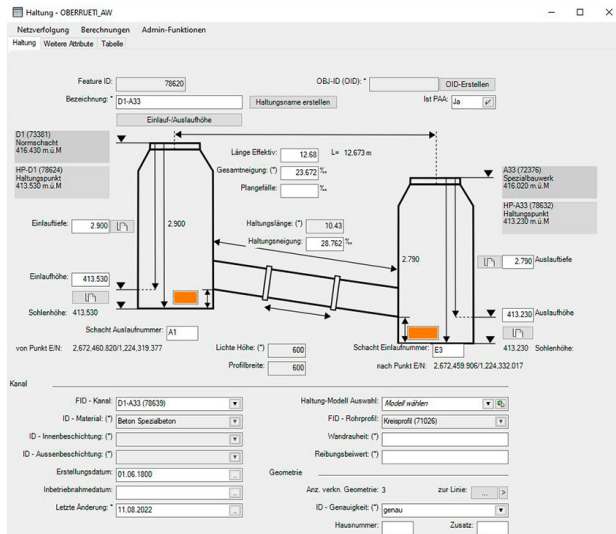 Haltung - OBERRUETI_AW
Netzverfolgung Berechnungen Admin-Funktionen
Haltung Weitere Attribute Tabelle
Feature ID: 78620 OBJ-ID (OID): * OID-Erstellen
Bezeichnung: * D1-A33 Haltungsname erstellen Ist PAA: Ja
Einlauf-/Auslaufhöhe
D1 (73381)
Normschacht
416.430 m.ü.M
HP-D1 (78624)
Haltungspunkt
413.530 m.ü.M
Länge Effektiv: 12.68 L= 12.673 m
Gesamtneigung: (*) 23.672 ‰
Plangefälle: ‰
A33 (72376)
Spezialbauwerk
416.020 m.ü.M
HP-A33 (78632)
Haltungspunkt
413.230 m.ü.M
Einlauftiefe: 2.900 2.900
Haltungslänge: (*) 10.43
Haltungsneigung: 28.762 ‰
2.790 2.790 Auslauftiefe
Einlaufhöhe: 413.530
413.230 Auslaufhöhe
Sohlenhöhe: 413.530
Schacht Auslaufnummer: A1
von Punkt E/N: 2,672,460.820/1,224,319.377
Lichte Höhe: (*) 600
Profilbreite: 600
Schacht Einlaufnummer: E3
413.230 Sohlenhöhe:
nach Punkt E/N: 2,672,459.906/1,224,332.017
Kanal
FID - Kanal: D1-A33 (78639)
ID - Material: (*) Beton Spezialbeton
ID - Innenbeschichtung: (*)
ID - Aussenbeschichtung: (*)
Erstellungsdatum: 01.06.1800 ...
Inbetriebnahmedatum: ...
Letzte Änderung: * 11.08.2022 ...
Haltung-Modell Auswahl: Modell wählen
FID - Rohrprofil: Kreisprofil (71026)
Wandrauheit: (*)
Reibungsbeiwert: (*)
Geometrie
Anz. verkn. Geometrie: 3 zur Linie: ... >
ID - Genauigkeit: (*) genau
Hausnummer: Zusatz: